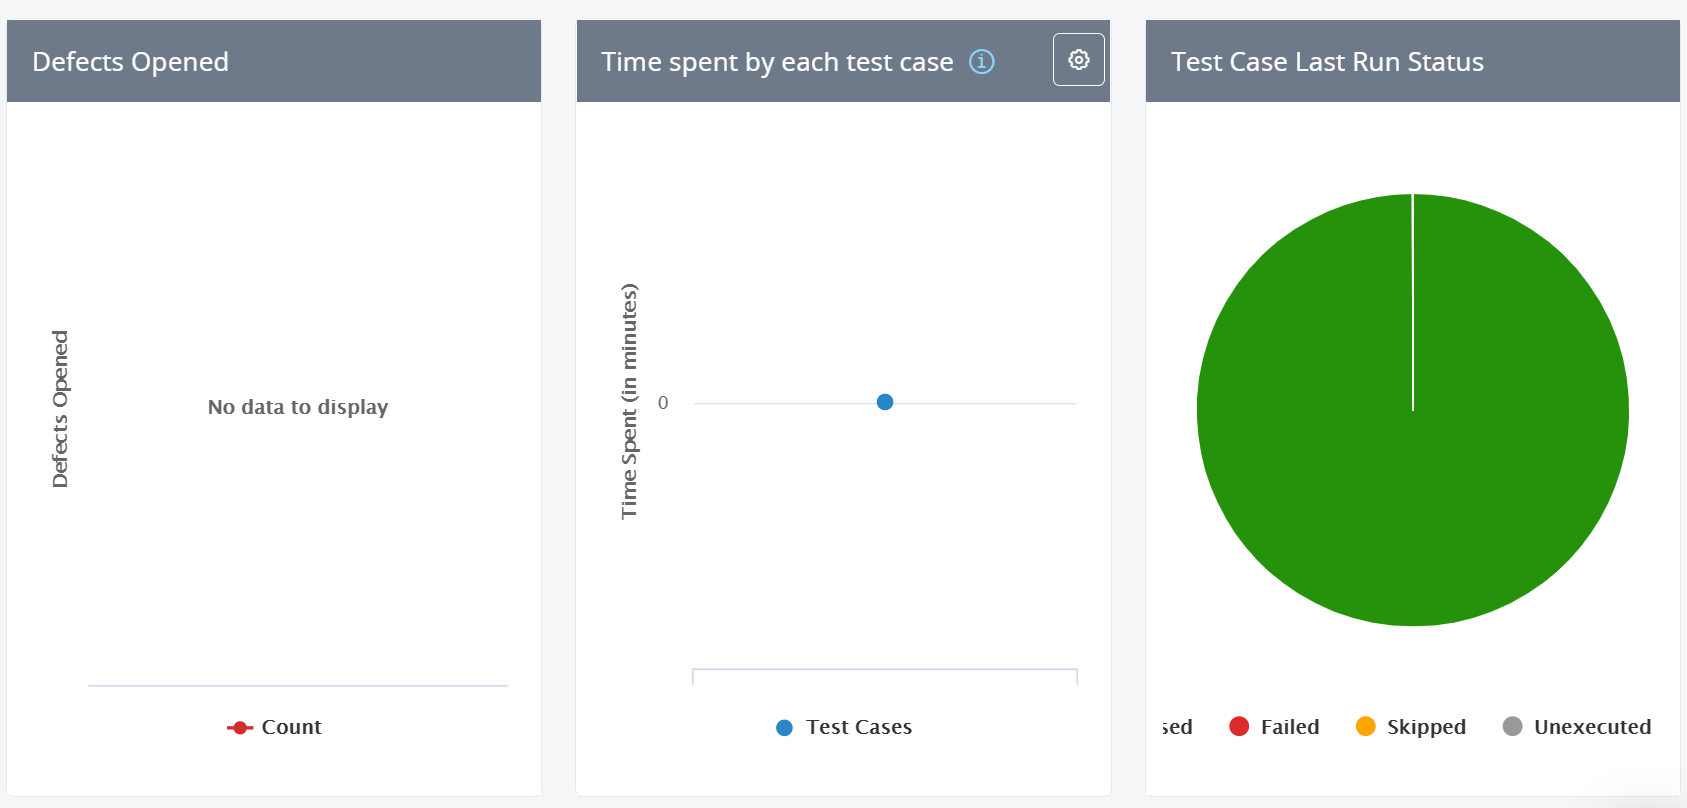 Defects Opened
Defects Opened
No data to display
Count
Time spent by each test case
Time Spent (in minutes)
0
Test Cases
Test Case Last Run Status
sed
Failed
Skipped
Unexecuted